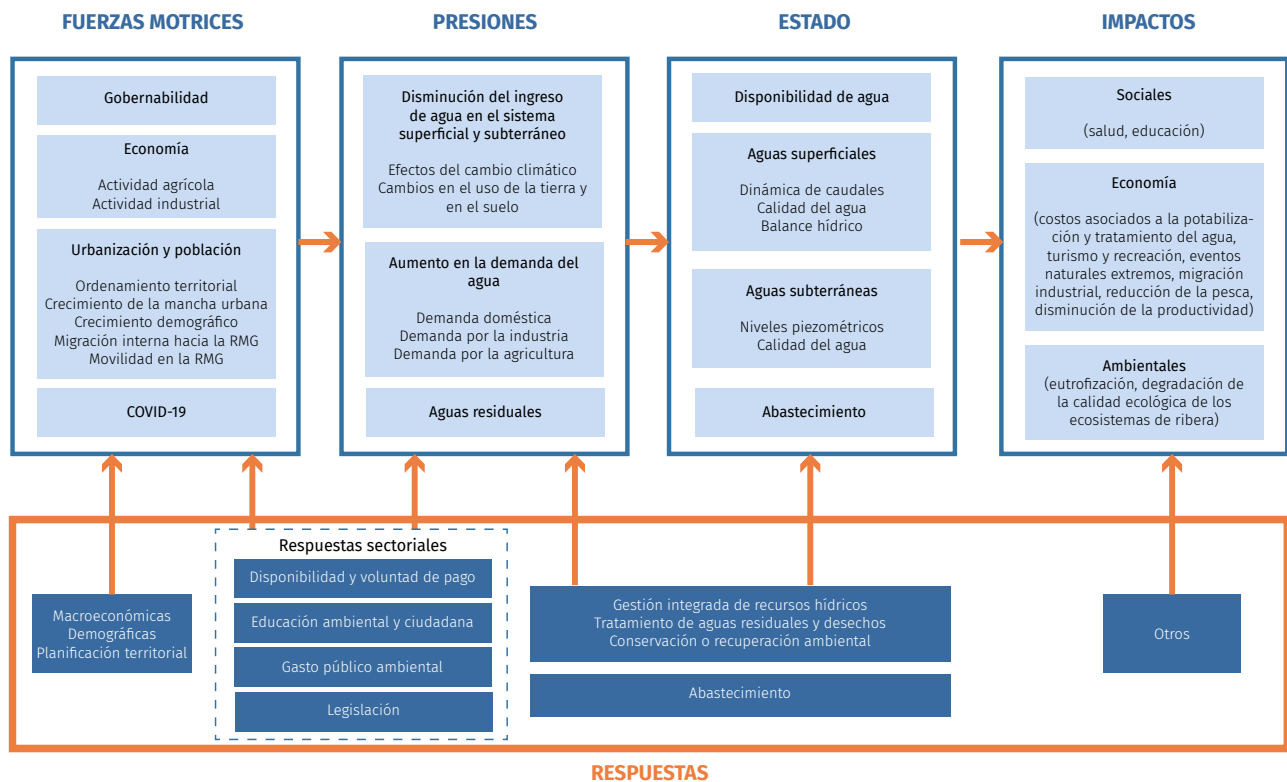 FUERZAS MOTRICES
Gobernabilidad
Economía
Actividad agrícola
Actividad industrial
Urbanización y población
Ordenamiento territorial
Crecimiento de la mancha urbana
Crecimiento demográfico
Migración interna hacia la RMG
Movilidad en la RMG
COVID-19
PRESIONES
Disminución del ingreso
de agua en el sistema
superficial y subterráneo
Efectos del cambio climático
Cambios en el uso de la tierra y
en el suelo
Aumento en la demanda del
agua
Demanda doméstica
Demanda por la industria
Demanda por la agricultura
Aguas residuales
ESTADO
Disponibilidad de agua
Aguas superficiales
Dinámica de caudales
Calidad del agua
Balance hídrico
Aguas subterráneas
Niveles piezométricos
Calidad del agua
Abastecimiento
IMPACTOS
Sociales
(salud, educación)
Economía
(costos asociados a la potabiliza-
ción y tratamiento del agua,
turismo y recreación, eventos
naturales extremos, migración
industrial, reducción de la pesca,
disminución de la productividad)
Ambientales
(eutrofización, degradación de
la calidad ecológica de los
ecosistemas de ribera)
Macroeconómicas
Demográficas
Planificación territorial
Respuestas sectoriales
Disponibilidad y voluntad de pago
Educación ambiental y ciudadana
Gasto público ambiental
Legislación
Gestión integrada de recursos hídricos
Tratamiento de aguas residuales y desechos
Conservación o recuperación ambiental
Abastecimiento
Otros
RESPUESTAS